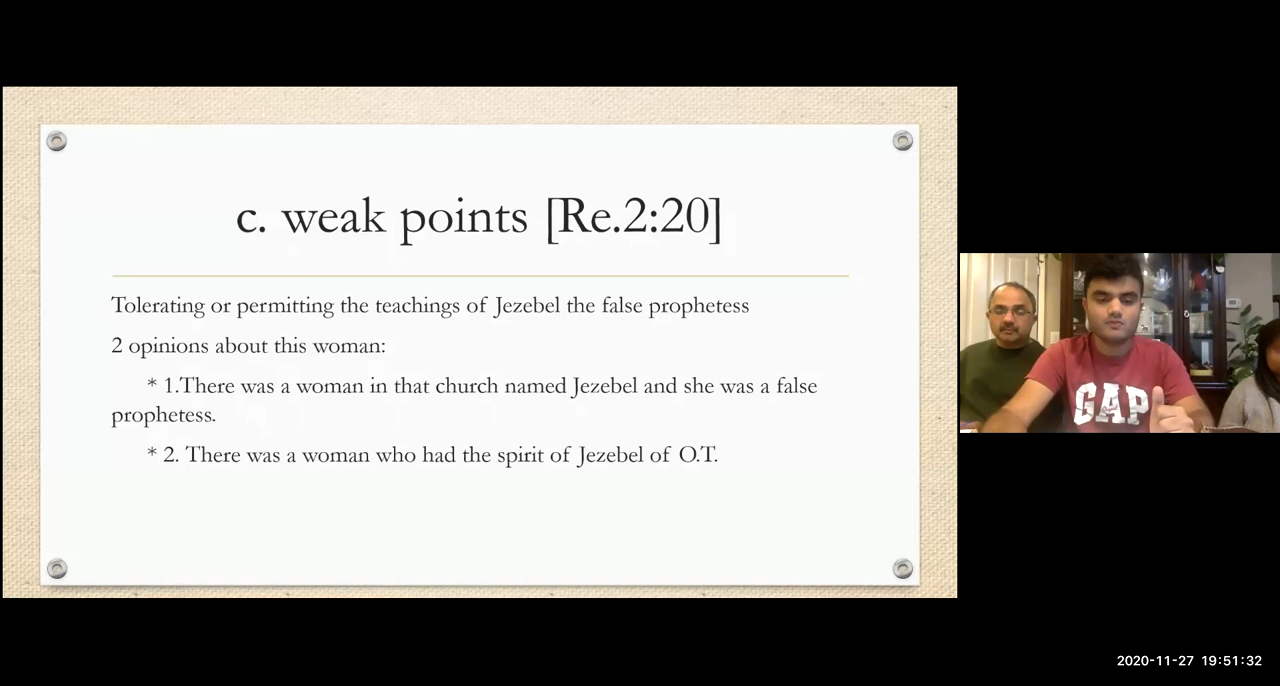 c. weak points [Re.2:20]
Tolerating or permitting the teachings of Jezebel the false prophetess
2 opinions about this woman:
* 1.There was a woman in that church named Jezebel and she was a false
prophetess.
* 2. There was a woman who had the spirit of Jezebel of O.T.
GAP
2020-11-27 19:51:32